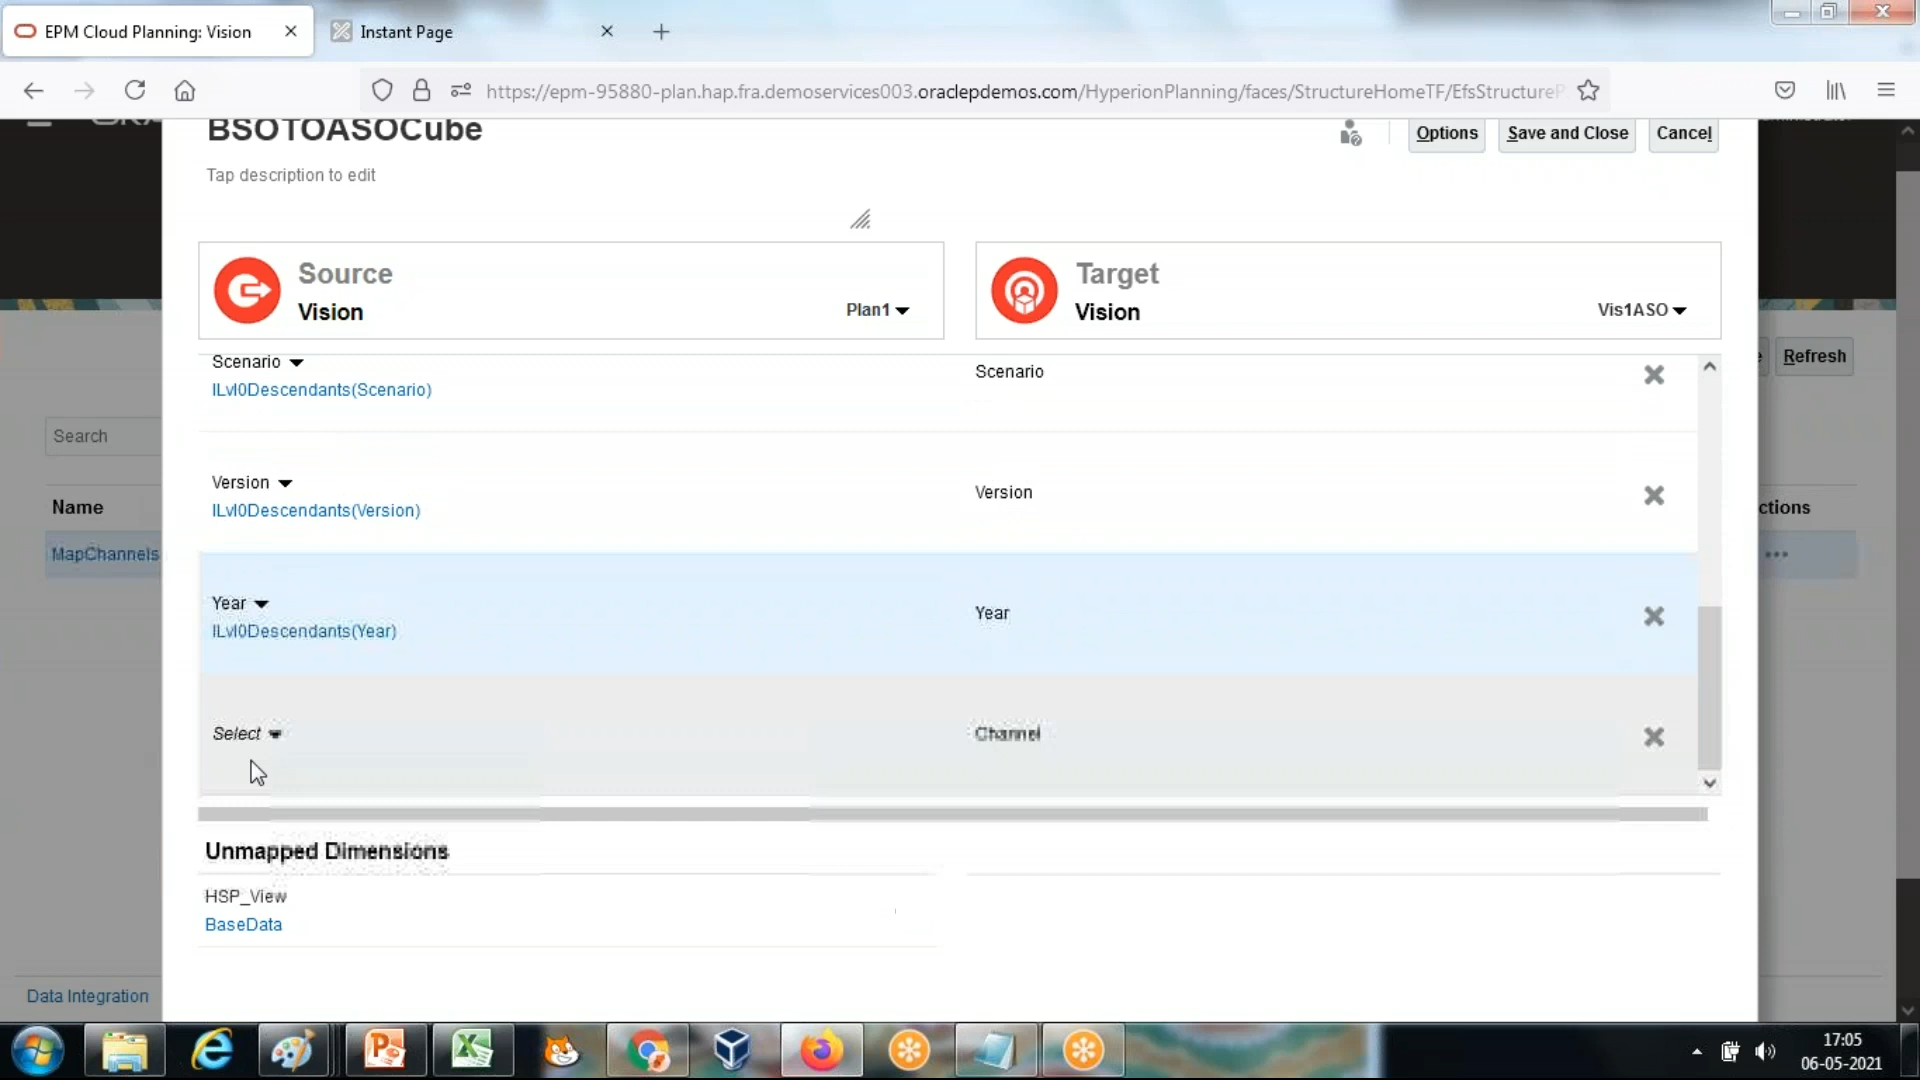 EPM Cloud Planning: Vision
Instant Page
https://epm-95880-plan.hap.fra.demoservices003.oraclepdemos.com/HyperionPlanning/faces/StructureHomeTF/EfsStructureP
BSOTOASOCube
Options
Save and Close
Cancel
Tap description to edit
Source
Vision
Plan1
Target
Vision
Vis1ASO
Refresh
Search
Name
ctions
MapChannels
Scenario
ILvl0Descendants(Scenario)
Scenario
Version
ILvl0Descendants(Version)
Version
Year
ILvl0Descendants(Year)
Year
Select
Channel
Unmapped Dimensions
HSP_View
BaseData
Data Integration
17:05
06-05-2021